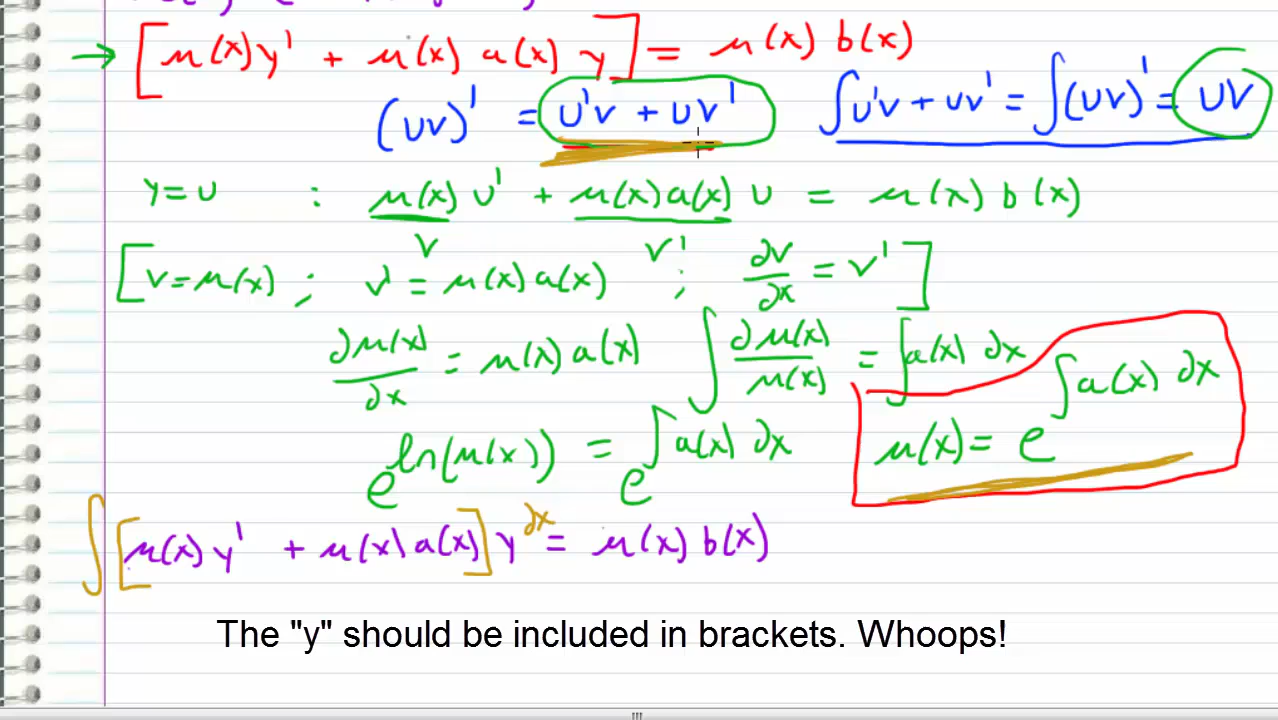 → [μ(x)y' + μ(x) a(x) y] = μ(x) b(x)
(uv)' = u'v + uv'   ∫u'v + uv' = ∫(uv)' = uv
y=u : μ(x) u' + μ(x)a(x) u = μ(x) b(x)
v v'
[v=μ(x) ; v' = μ(x)a(x) ; ∂v/∂x = v']
∂μ(x)/∂x = μ(x) a(x)   ∫ ∂μ(x)/μ(x) = ∫a(x) ∂x
e^ln(μ(x)) = e^∫a(x) ∂x   μ(x) = e^∫a(x) ∂x
∫[μ(x)y' + μ(x)a(x)]y ∂x = μ(x) b(x)
The "y" should be included in brackets. Whoops!